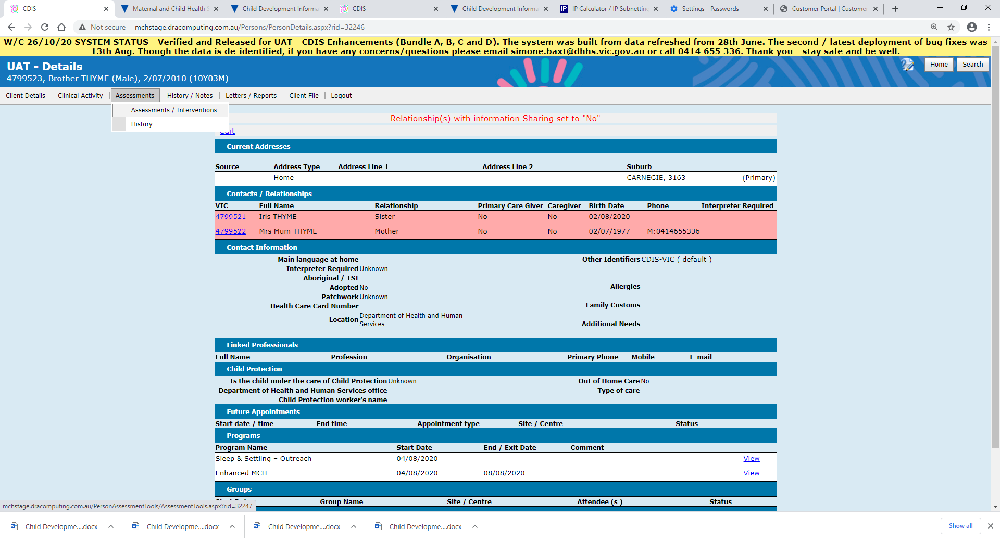 CDIS
Maternal and Child Health S
Child Development Informa
CDIS
Child Development Informa
IP Calculator / IP Subnetting
Settings - Passwords
Customer Portal | Customer
Not secure mchstage.dracomputing.com.au/Persons/PersonDetails.aspx?rid=32246
W/C 26/10/20 SYSTEM STATUS - Verified and Released for UAT - CDIS Enhancements (Bundle A, B, C and D). The system was built from data refreshed from 28th June. The second / latest deployment of bug fixes was
13th Aug. Though the data is de-identified, if you have any concerns/questions please email simone.baxt@dhhs.vic.gov.au or call 0414 655 336. Thank you - stay safe and be well.
UAT - Details
4799523, Brother THYME (Male), 2/07/2010 (10Y03M)
Home Search
Client Details Clinical Activity Assessments History / Notes Letters / Reports Client File Logout
Assessments / Interventions
History
Relationship(s) with information Sharing set to "No"
Edit
Current Addresses
Source Address Type Address Line 1 Address Line 2 Suburb
Home CARNEGIE, 3163 (Primary)
Contacts / Relationships
VIC Full Name Relationship Primary Care Giver Caregiver Birth Date Phone Interpreter Required
4799521 Iris THYME Sister No No 02/08/2020
4799522 Mrs Mum THYME Mother No No 02/07/1977 M:0414655336
Contact Information
Main language at home Other Identifiers CDIS-VIC ( default )
Interpreter Required Unknown
Aboriginal / TSI
Adopted No Allergies
Patchwork Unknown
Health Care Card Number Family Customs
Location Department of Health and Human
Services- Additional Needs
Linked Professionals
Full Name Profession Organisation Primary Phone Mobile E-mail
Child Protection
Is the child under the care of Child Protection Unknown Out of Home Care No
Department of Health and Human Services office Type of care
Child Protection worker's name
Future Appointments
Start date / time End time Appointment type Site / Centre Status
Programs
Program Name Start Date End / Exit Date Comment
Sleep & Settling – Outreach 04/08/2020 View
Enhanced MCH 04/08/2020 08/08/2020 View
Groups
Group Name Site / Centre Attendee (s ) Status
mchstage.dracomputing.com.au/PersonAssessmentTools/AssessmentTools.aspx?rid=32247
Child Developme....docx Child Developme....docx Child Developme....docx Child Developme....docx Show all